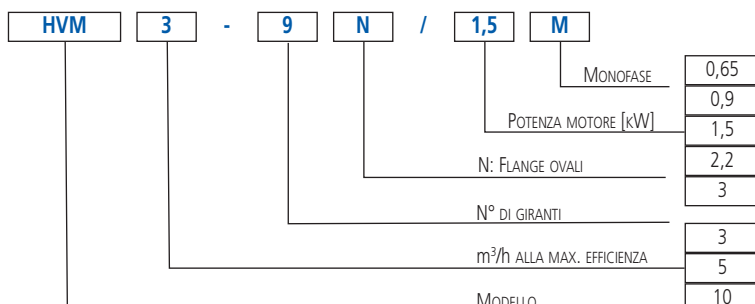 HVM 3 - 9 N / 1,5 M
Monofase
0,65
0,9
Potenza motore [kW]
1,5
N: Flange ovali
2,2
3
N° di giranti
3
m³/h alla max. efficienza
5
Modello
10